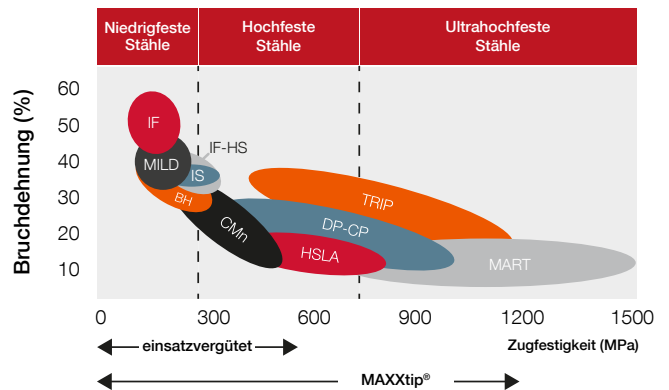 Niedrigfeste
Stähle
Hochfeste
Stähle
Ultrahochfeste
Stähle
Bruchdehnung (%)
60
50
40
30
20
10
IF
IF-HS
MILD
IS
BH
CMn
TRIP
DP-CP
HSLA
MART
0 300 600 900 1200 1500
einsatzvergütet
Zugfestigkeit (MPa)
MAXXtip®